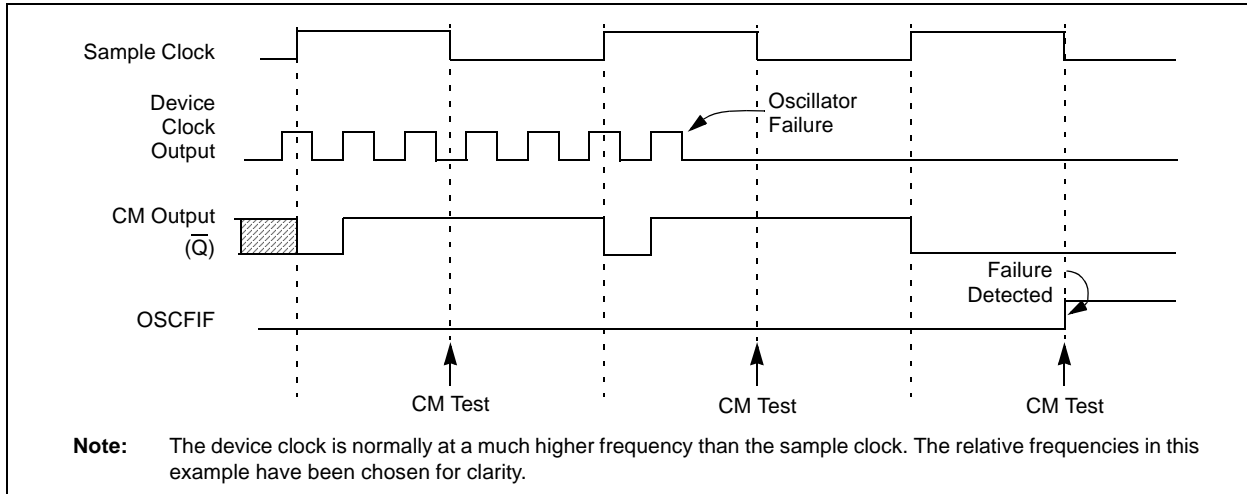 Sample Clock
Device
Clock
Output
Oscillator
Failure
CM Output
(Q̅)
Failure
Detected
OSCFIF
CM Test
CM Test
CM Test
Note: The device clock is normally at a much higher frequency than the sample clock. The relative frequencies in this
example have been chosen for clarity.